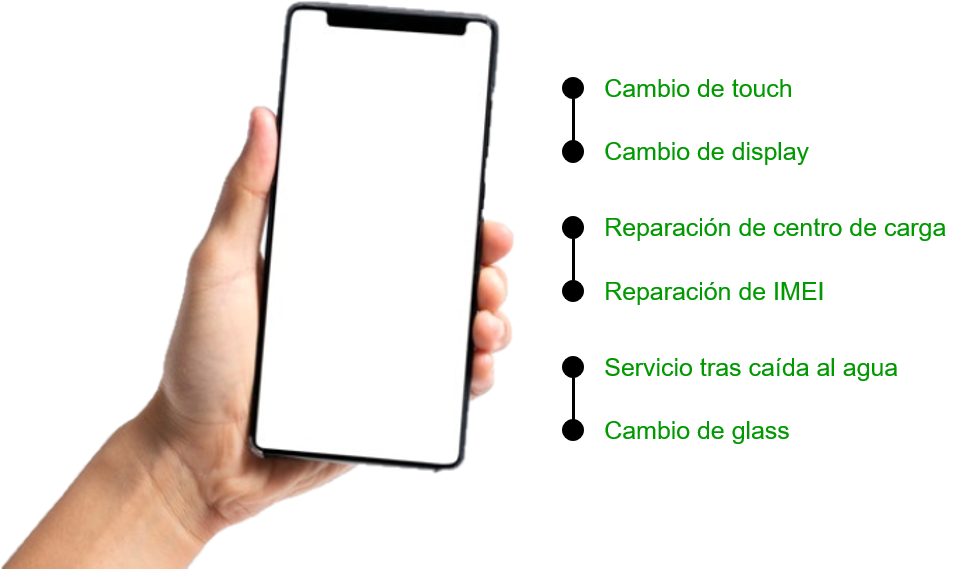 Cambio de touch
Cambio de display
Reparación de centro de carga
Reparación de IMEI
Servicio tras caída al agua
Cambio de glass